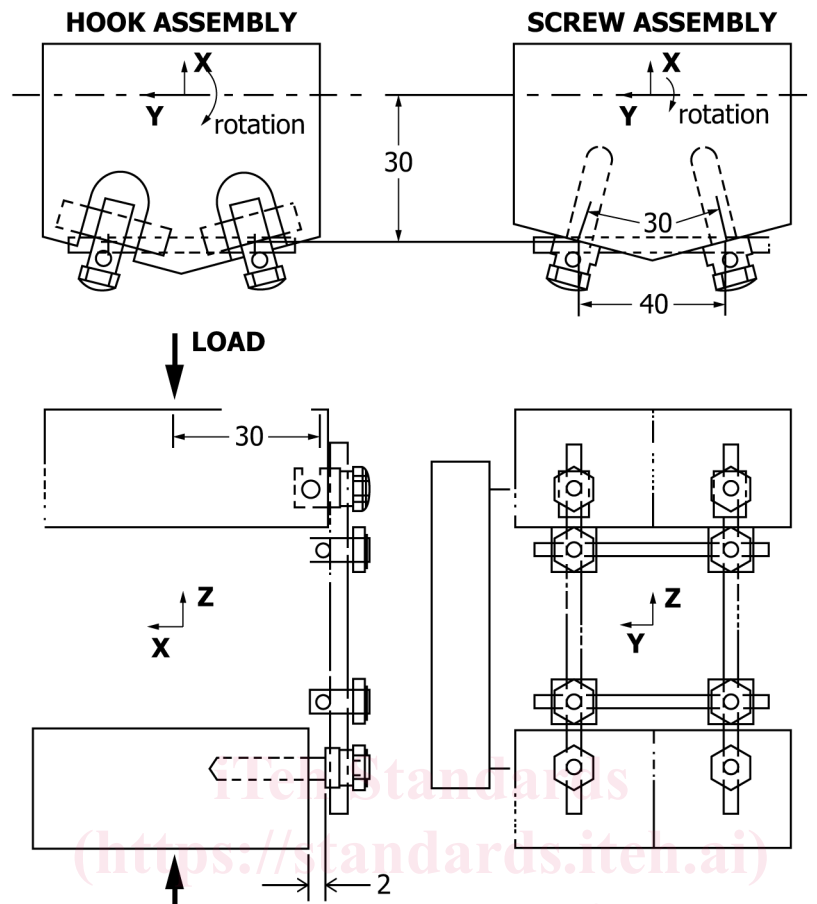 HOOK ASSEMBLY
SCREW ASSEMBLY
X
Y
rotation
30
X
Y
rotation
30
40
LOAD
30
Z
X
Z
Y
iTeh Standards
(https://standards.iteh.ai)
2